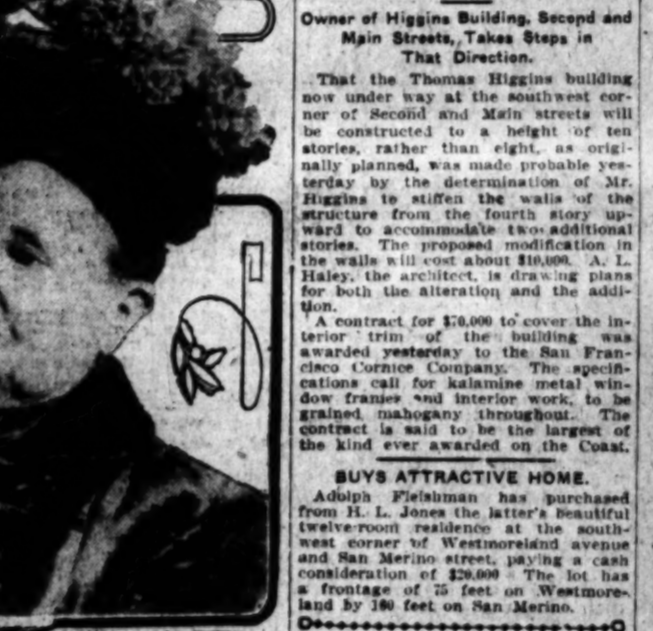 Owner of Higgins Building, Second and
Main Streets, Takes Steps in
That Direction.
That the Thomas Higgins building
now under way at the southwest cor-
ner of Second and Main streets will
be constructed to a height of ten
stories, rather than eight, as origi-
nally planned, was made probable yes-
terday by the determination of Mr.
Higgins to stiffen the walls of the
structure from the fourth story up-
ward to accommodate two additional
stories. The proposed modification in
the walls will cost about $10,000. A. L.
Haley, the architect, is drawing plans
for both the alteration and the addi-
tion.
A contract for $70,000 to cover the in-
terior trim of the building was
awarded yesterday to the San Fran-
cisco Cornice Company. The specifi-
cations call for kalamine metal win-
dow frames and interior work, to be
grained mahogany throughout. The
contract is said to be the largest of
the kind ever awarded on the Coast.
BUYS ATTRACTIVE HOME.
Adolph Fleishman has purchased
from H. L. Jones the latter's beautiful
twelve-room residence at the south-
west corner of Westmoreland avenue
and San Merino street, paying a cash
consideration of $20,000 The lot has
a frontage of 75 feet on Westmore-
land by 160 feet on San Merino.